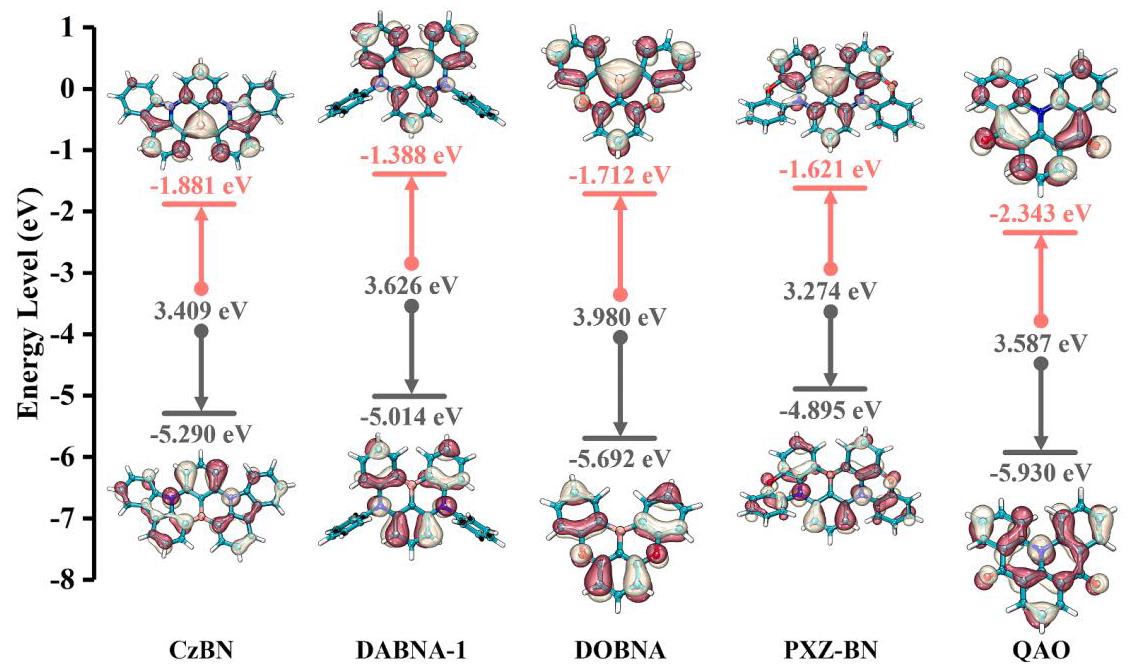 Energy Level (eV)
1
0
-1
-2
-3
-4
-5
-6
-7
-8
-1.881 eV
3.409 eV
-5.290 eV
CzBN
-1.388 eV
3.626 eV
-5.014 eV
DABNA-1
-1.712 eV
3.980 eV
-5.692 eV
DOBNA
-1.621 eV
3.274 eV
-4.895 eV
PXZ-BN
-2.343 eV
3.587 eV
-5.930 eV
QAO